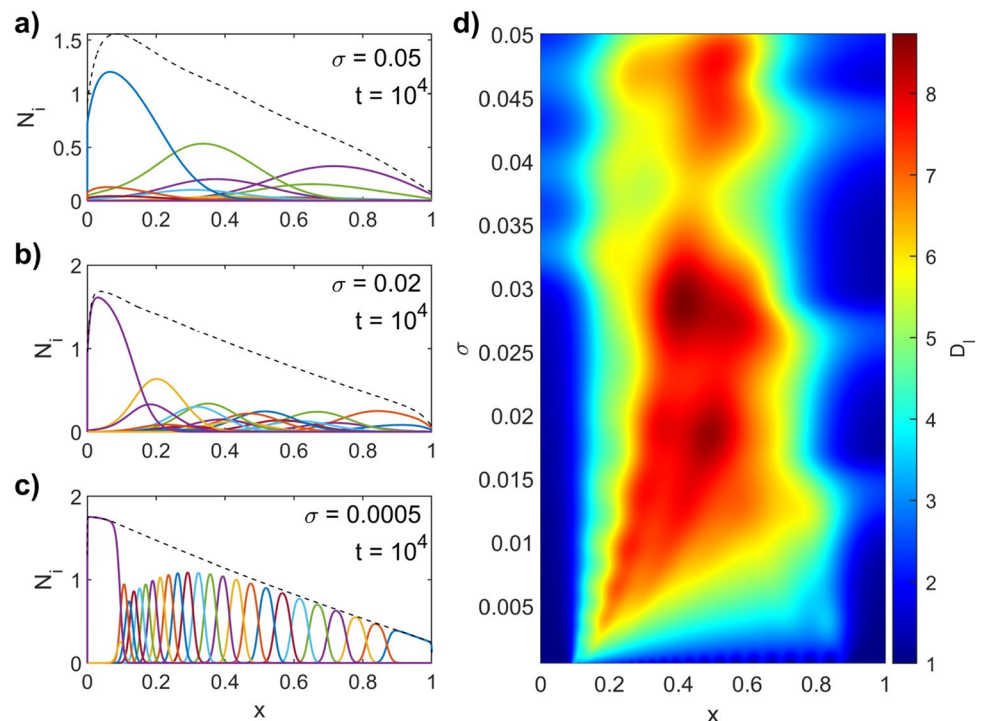 a)
1.5
1
0.5
0
N_i
σ = 0.05
t = 10^4
0 0.2 0.4 0.6 0.8 1
b)
2
1
0
N_i
σ = 0.02
t = 10^4
0 0.2 0.4 0.6 0.8 1
c)
2
1
0
N_i
σ = 0.0005
t = 10^4
0 0.2 0.4 0.6 0.8 1
x
d)
0.05
0.045
0.04
0.035
0.03
0.025
0.02
0.015
0.01
0.005
σ
0 0.2 0.4 0.6 0.8 1
x
8
7
6
5
4
3
2
1
D_I